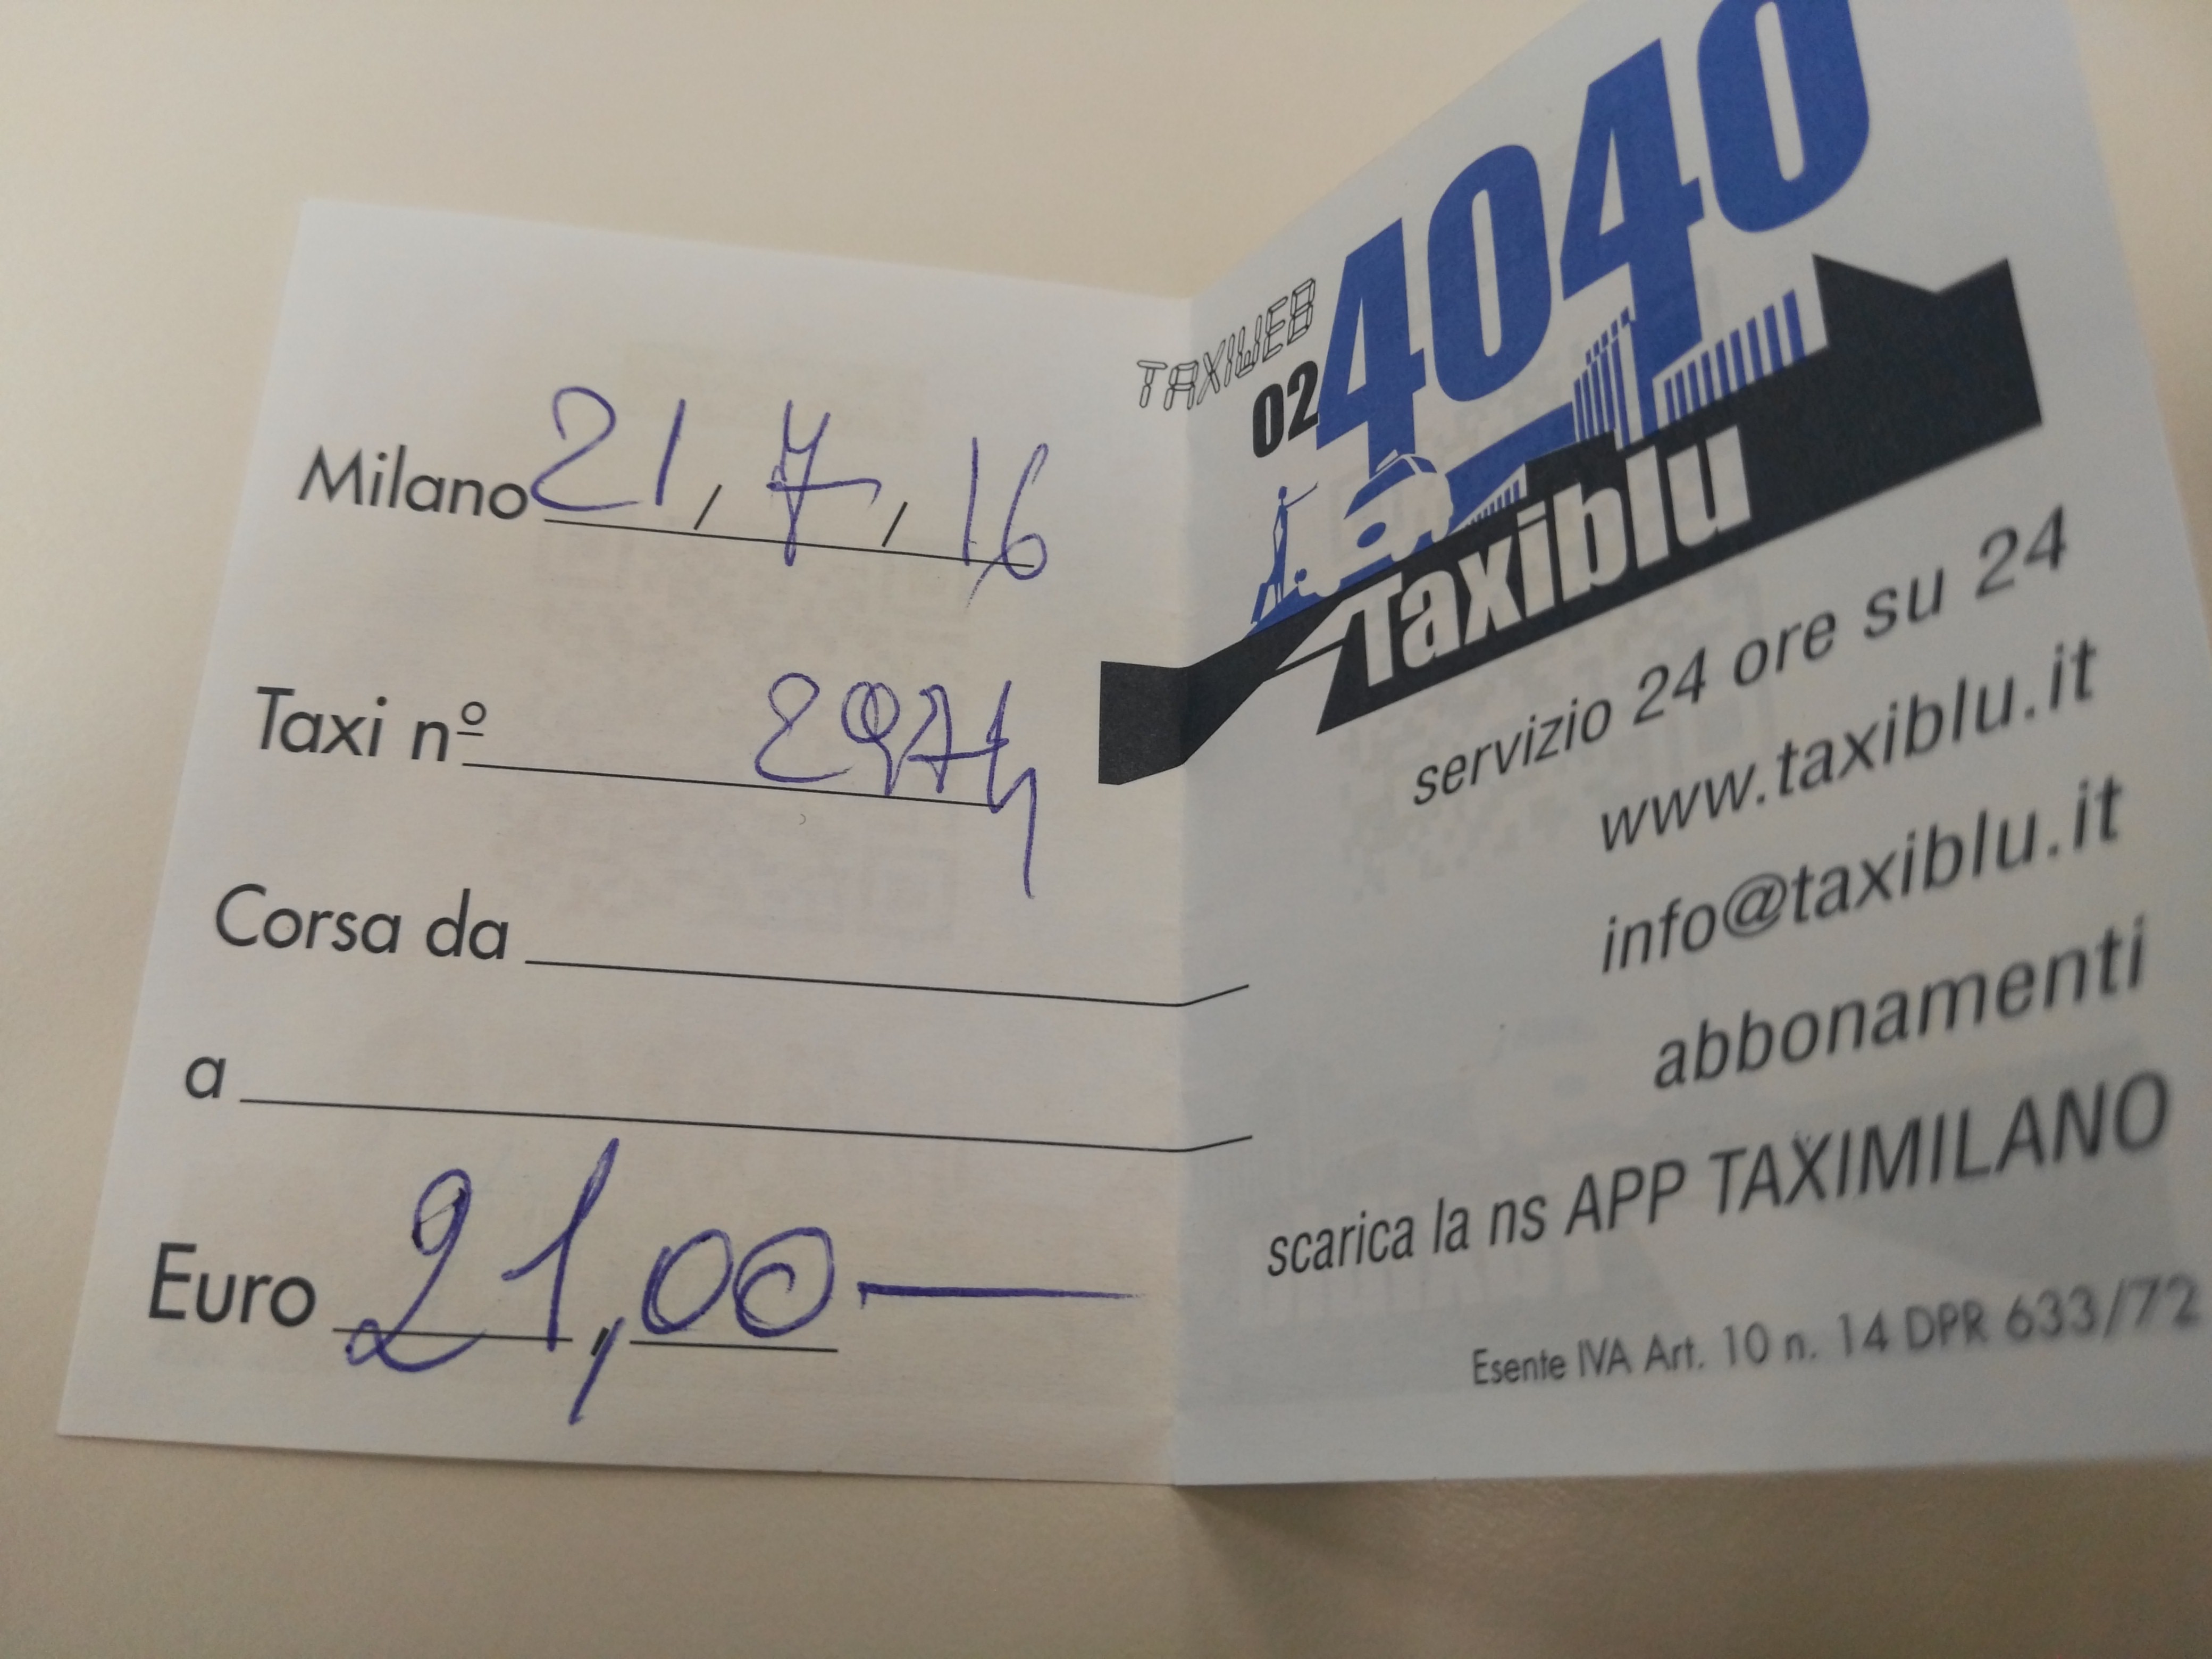 Milano 21/7/16
Taxi nº 2974
Corsa da
a
Euro 21,00
TAXIWEB
02 4040
Taxiblu
servizio 24 ore su 24
www.taxiblu.it
info@taxiblu.it
abbonamenti
scarica la ns APP TAXIMILANO
Esente IVA Art. 10 n. 14 DPR 633/72